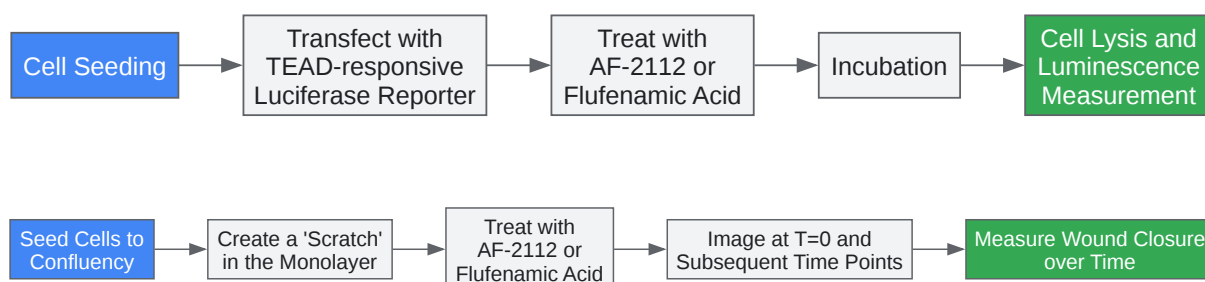 Cell Seeding
Transfect with
TEAD-responsive
Luciferase Reporter
Treat with
AF-2112 or
Flufenamic Acid
Incubation
Cell Lysis and
Luminescence
Measurement
Seed Cells to
Confluency
Create a 'Scratch'
in the Monolayer
Treat with
AF-2112 or
Flufenamic Acid
Image at T=0 and
Subsequent Time Points
Measure Wound Closure
over Time